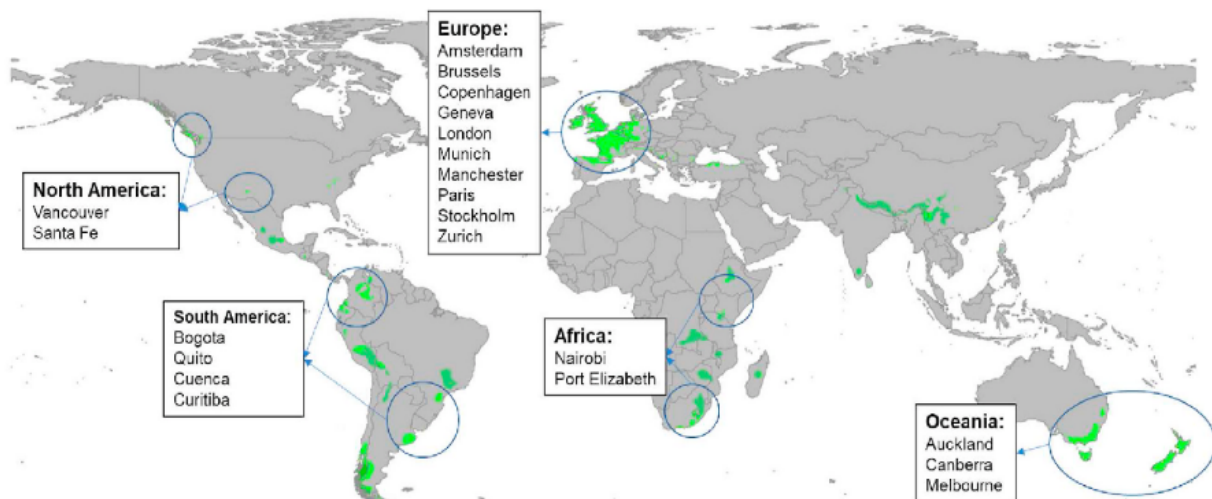 Europe:
Amsterdam
Brussels
Copenhagen
Geneva
London
Munich
Manchester
Paris
Stockholm
Zurich
North America:
Vancouver
Santa Fe
South America:
Bogota
Quito
Cuenca
Curitiba
Africa:
Nairobi
Port Elizabeth
Oceania:
Auckland
Canberra
Melbourne